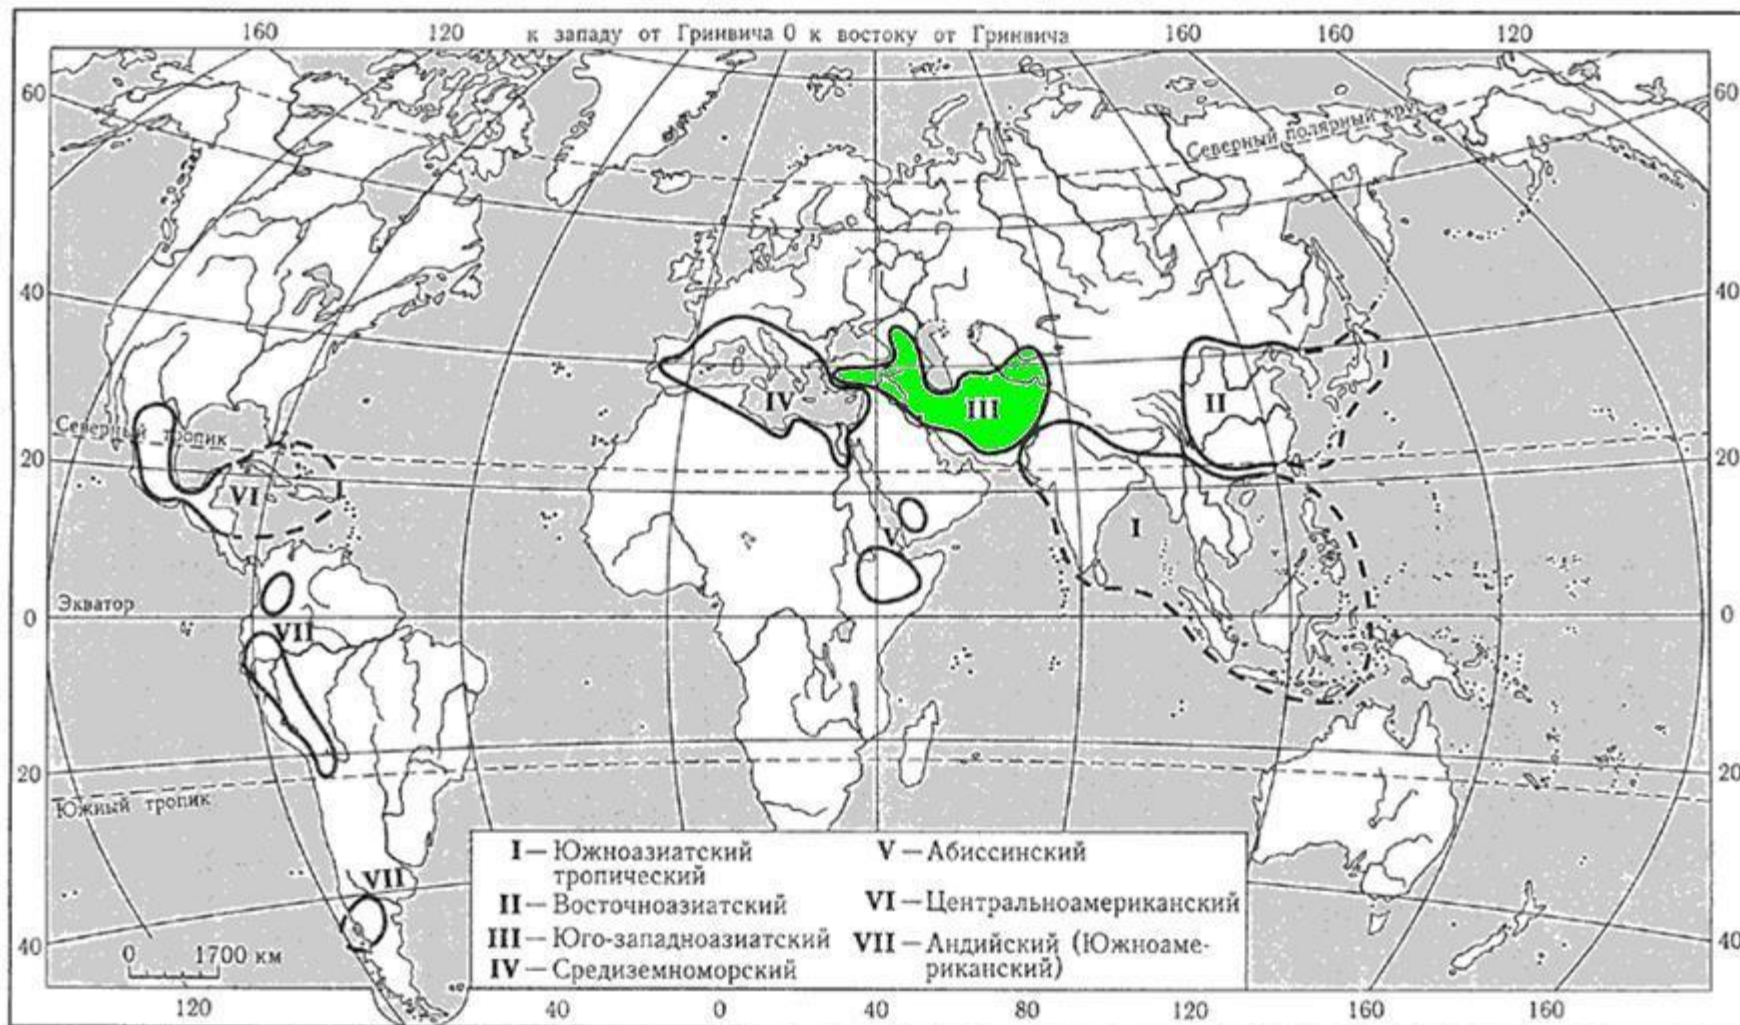 160 120 к западу от Гринвича 0 к востоку от Гринвича 160 160 120
60 60
Северный полярный круг
40 40
IV III II
Северный тропик
20 20
VI I
V
Экватор
0 0
VII
20 20
Южный тропик
I — Южноазиатский тропический
II — Восточноазиатский
III — Юго-западноазиатский
IV — Средиземноморский
V — Абиссинский
VI — Центральноамериканский
VII — Андийский (Южноаме-
риканский)
VII
40 40
0 1700 км
120 40 0 40 80 120 160 160